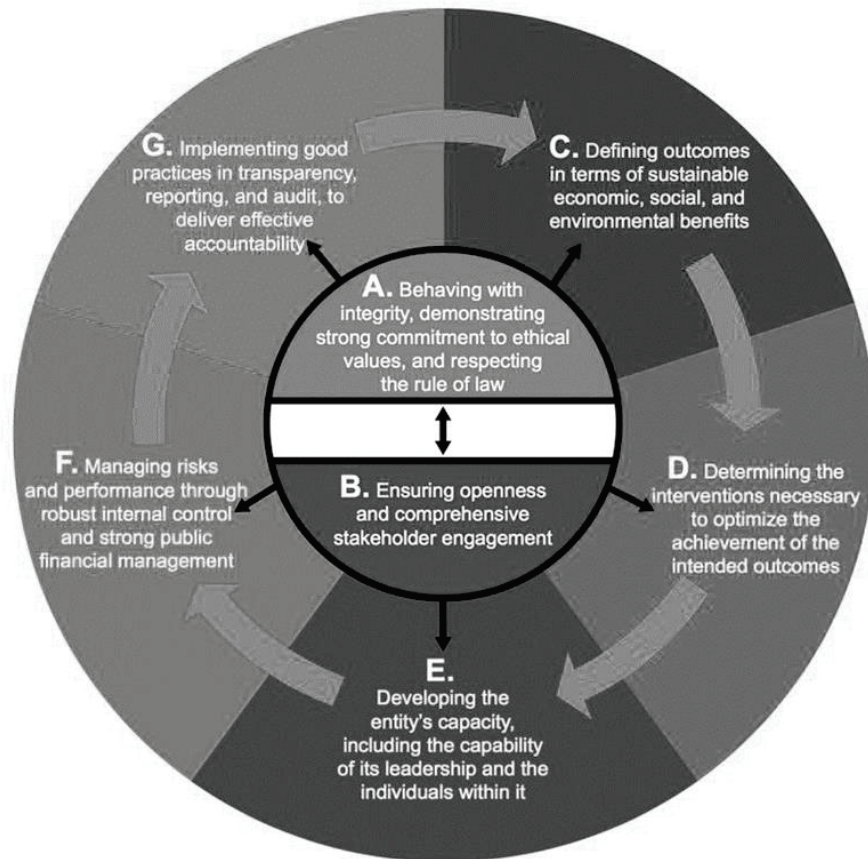 G. Implementing good
practices in transparency,
reporting, and audit, to
deliver effective
accountability
C. Defining outcomes
in terms of sustainable
economic, social, and
environmental benefits
A. Behaving with
integrity, demonstrating
strong commitment to ethical
values, and respecting
the rule of law
F. Managing risks
and performance through
robust internal control
and strong public
financial management
B. Ensuring openness
and comprehensive
stakeholder engagement
D. Determining the
interventions necessary
to optimize the
achievement of the
intended outcomes
E.
Developing the
entity's capacity,
including the capability
of its leadership and the
individuals within it